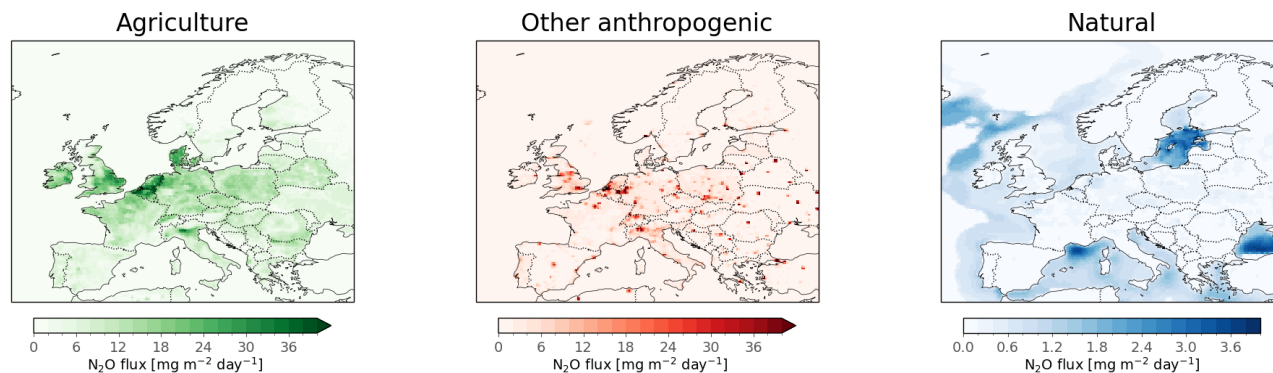 Agriculture
Other anthropogenic
Natural
0 6 12 18 24 30 36
N₂O flux [mg m⁻² day⁻¹]
0 6 12 18 24 30 36
N₂O flux [mg m⁻² day⁻¹]
0.0 0.6 1.2 1.8 2.4 3.0 3.6
N₂O flux [mg m⁻² day⁻¹]